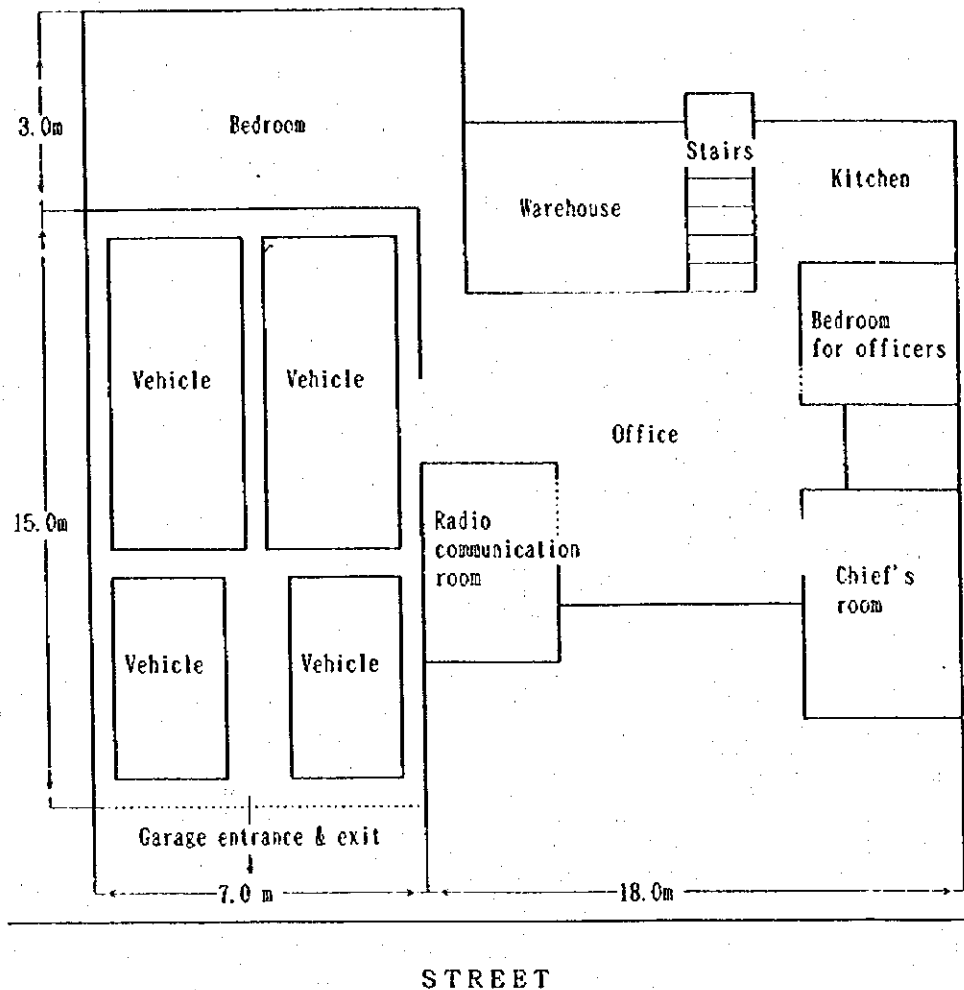 3.0m
Bedroom
Stairs
Kitchen
Warehouse
Bedroom
for officers
Vehicle
Vehicle
Office
15.0m
Radio
communication
room
Chief's
room
Vehicle
Vehicle
Garage entrance & exit
7.0 m
18.0m
STREET